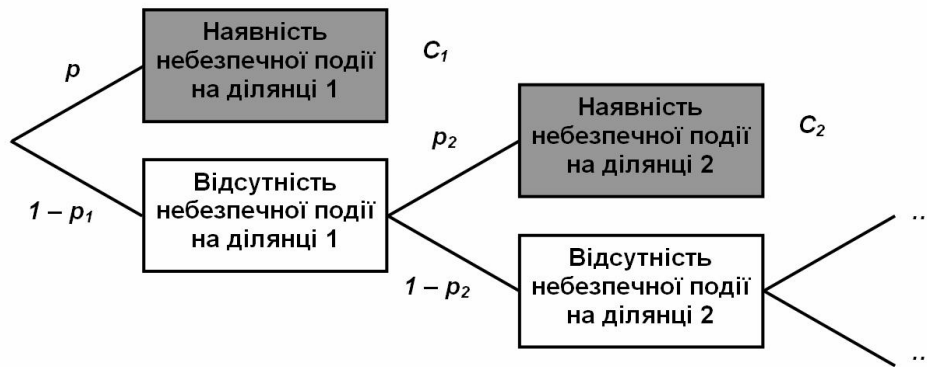 Наявність
небезпечної події
на ділянці 1
C1
p
Наявність
небезпечної події
на ділянці 2
C2
p2
Відсутність
небезпечної події
на ділянці 1
1 – p1
Відсутність
небезпечної події
на ділянці 2
1 – p2
..
..